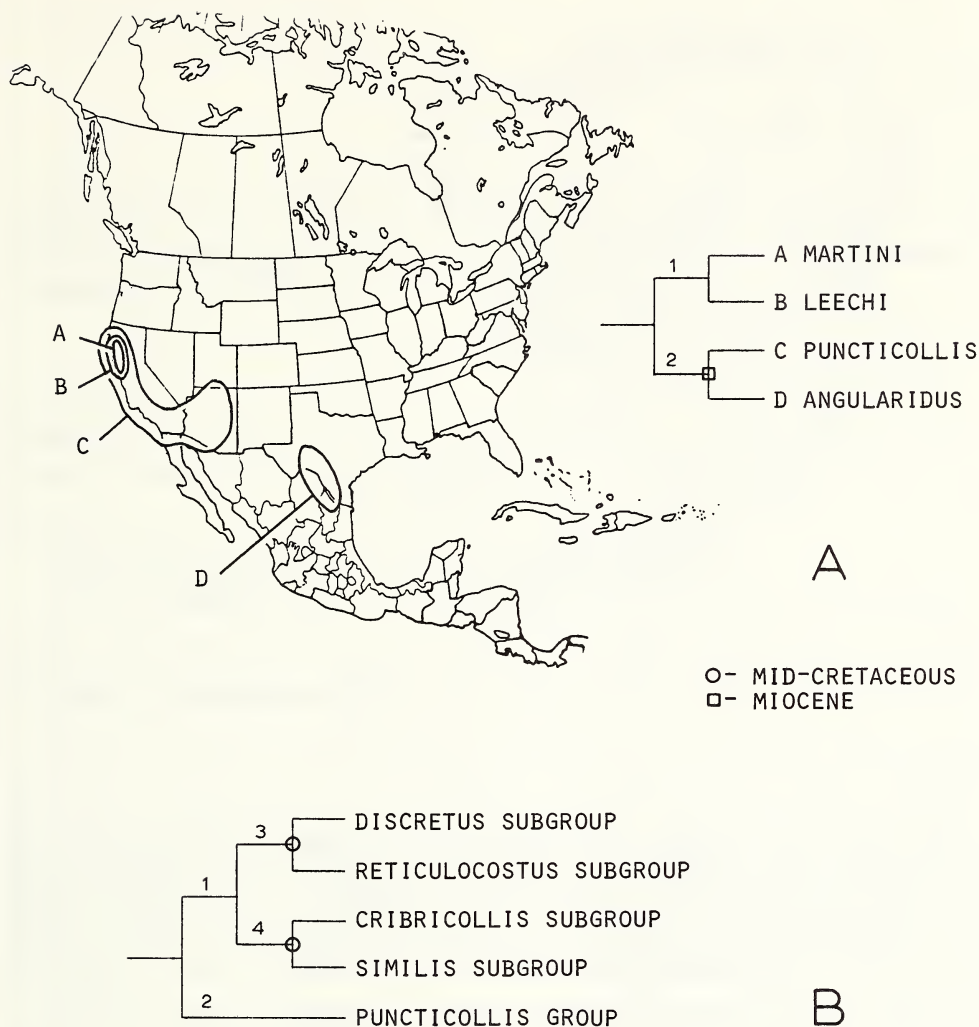 A
B
C
D
1
A MARTINI
B LEECHI
2
C PUNCTICOLLIS
D ANGULARIDUS
A
O- MID-CRETACEOUS
□- MIOCENE
3
DISCRETUS SUBGROUP
RETICULOCOSTUS SUBGROUP
1
4
CRIBRICOLLIS SUBGROUP
SIMILIS SUBGROUP
2
PUNCTICOLLIS GROUP
B